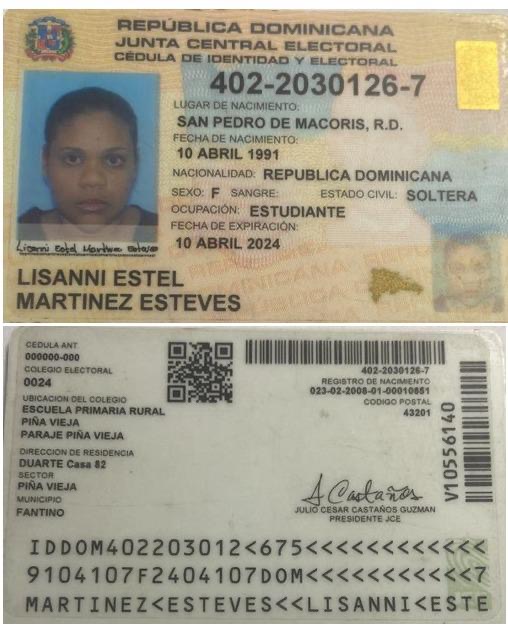 REPÚBLICA DOMINICANA
JUNTA CENTRAL ELECTORAL
CÉDULA DE IDENTIDAD Y ELECTORAL
402-2030126-7
LUGAR DE NACIMIENTO:
SAN PEDRO DE MACORIS, R.D.
FECHA DE NACIMIENTO:
10 ABRIL 1991
NACIONALIDAD: REPUBLICA DOMINICANA
SEXO: F SANGRE: ESTADO CIVIL: SOLTERA
OCUPACIÓN: ESTUDIANTE
FECHA DE EXPIRACIÓN:
10 ABRIL 2024
Lisanni Estel Martinez Esteves
LISANNI ESTEL
MARTINEZ ESTEVES
CEDULA ANT.
000000-000
COLEGIO ELECTORAL
0024
UBICACION DEL COLEGIO
ESCUELA PRIMARIA RURAL
PIÑA VIEJA
PARAJE PIÑA VIEJA
DIRECCION DE RESIDENCIA
DUARTE Casa 82
SECTOR
PIÑA VIEJA
MUNICIPIO
FANTINO
402-2030126-7
REGISTRO DE NACIMIENTO
023-02-2008-01-00010851
CODIGO POSTAL
43201
V10556140
A Castaños
JULIO CESAR CASTAÑOS GUZMAN
PRESIDENTE JCE
IDDOM402203012<675<<<<<<<<<<<<
9104107F2404107DOM<<<<<<<<<<<7
MARTINEZ<ESTEVES<<LISANNI<ESTE